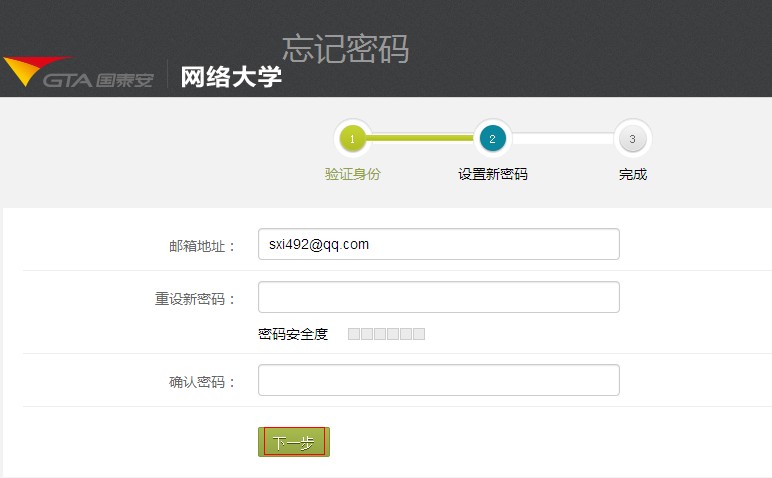 忘记密码
GTA 国泰安 网络大学
1 2 3
验证身份 设置新密码 完成
邮箱地址： sxi492@qq.com
重设新密码：
密码安全度
确认密码：
下一步